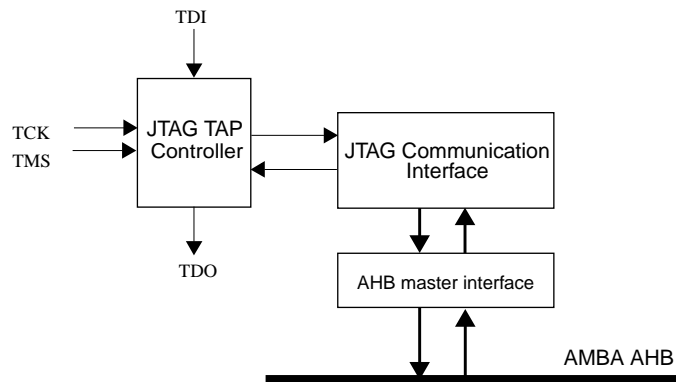 TDI
TCK
TMS
JTAG TAP
Controller
JTAG Communication
Interface
TDO
AHB master interface
AMBA AHB